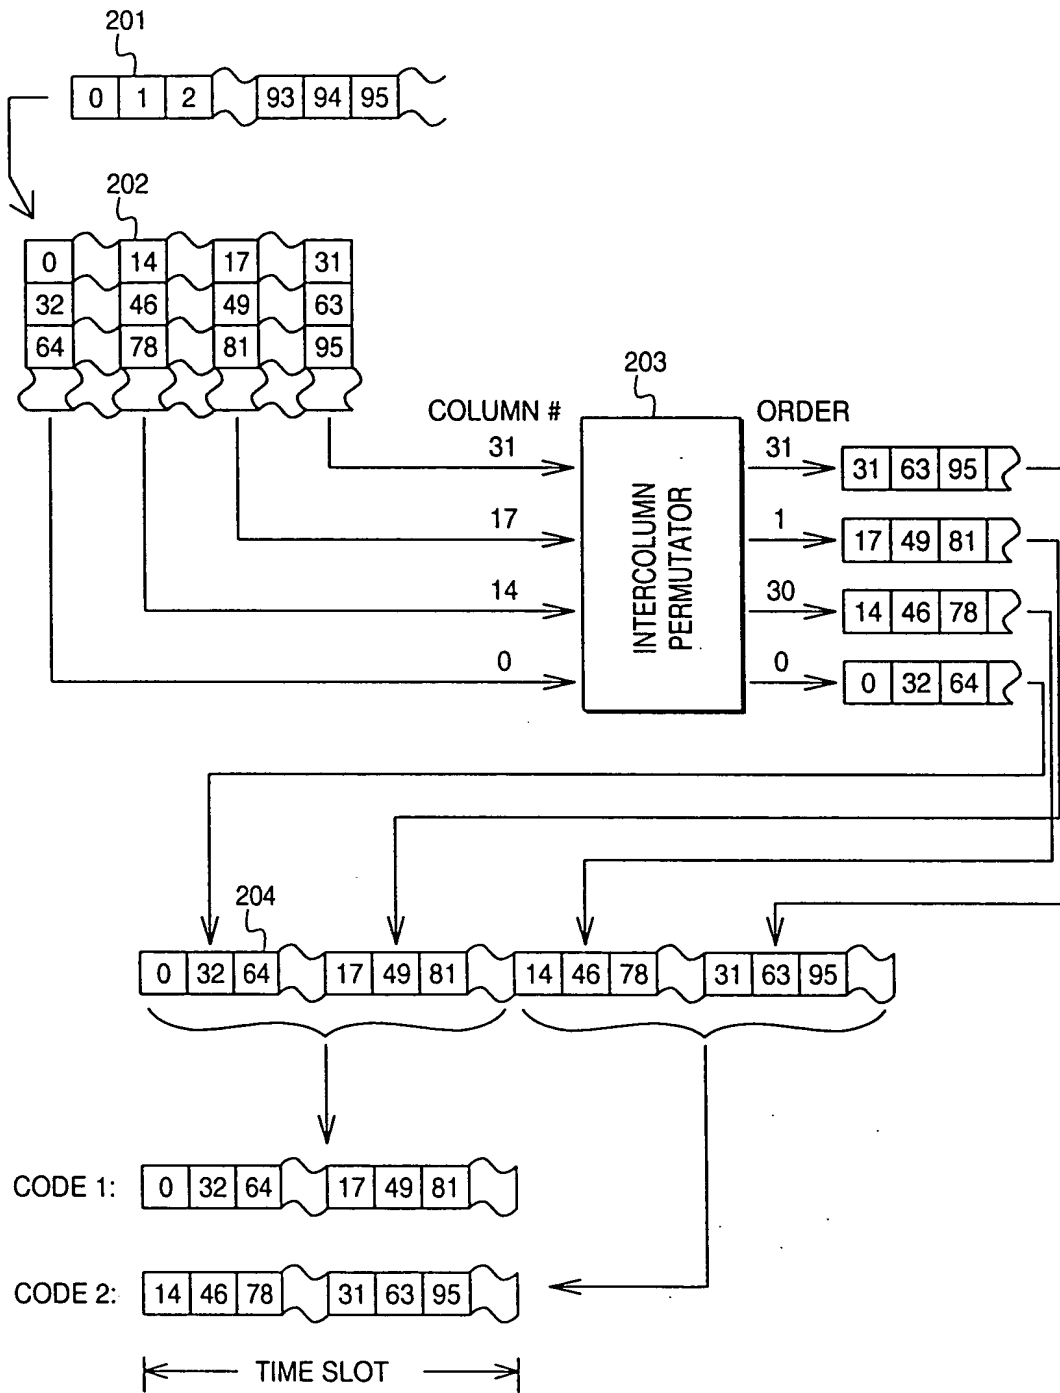 201
0 1 2 93 94 95
202
0 14 17 31
32 46 49 63
64 78 81 95
203
COLUMN # ORDER
31 31 31 63 95
17 1 17 49 81
14 30 14 46 78
0 0 0 32 64
INTERCOLUMN
PERMUTATOR
204
0 32 64 17 49 81 14 46 78 31 63 95
CODE 1: 0 32 64 17 49 81
CODE 2: 14 46 78 31 63 95
TIME SLOT